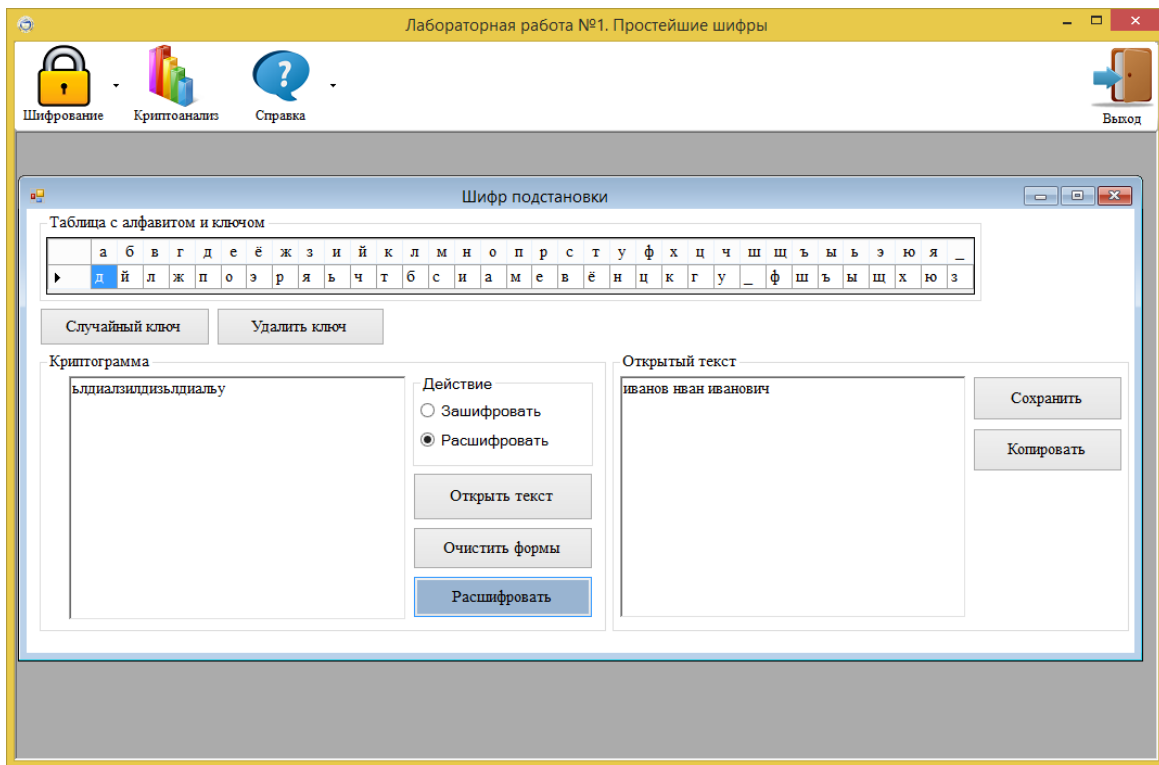 Лабораторная работа №1. Простейшие шифры
Шифрование Криптоанализ Справка Выход
Шифр подстановки
Таблица с алфавитом и ключом
а б в г д е ё ж з и й к л м н о п р с т у ф х ц ч ш щ ъ ы ь э ю я _
д й л ж п о э р я ь ч т б с и а м е в ё н ц к г у _ ф ш ъ ы щ х ю з
Случайный ключ Удалить ключ
Криптограмма
ьлдиалзилдизьлдиальу
Действие
Зашифровать
Расшифровать
Открыть текст
Очистить формы
Расшифровать
Открытый текст
иванов нван иванович
Сохранить
Копировать